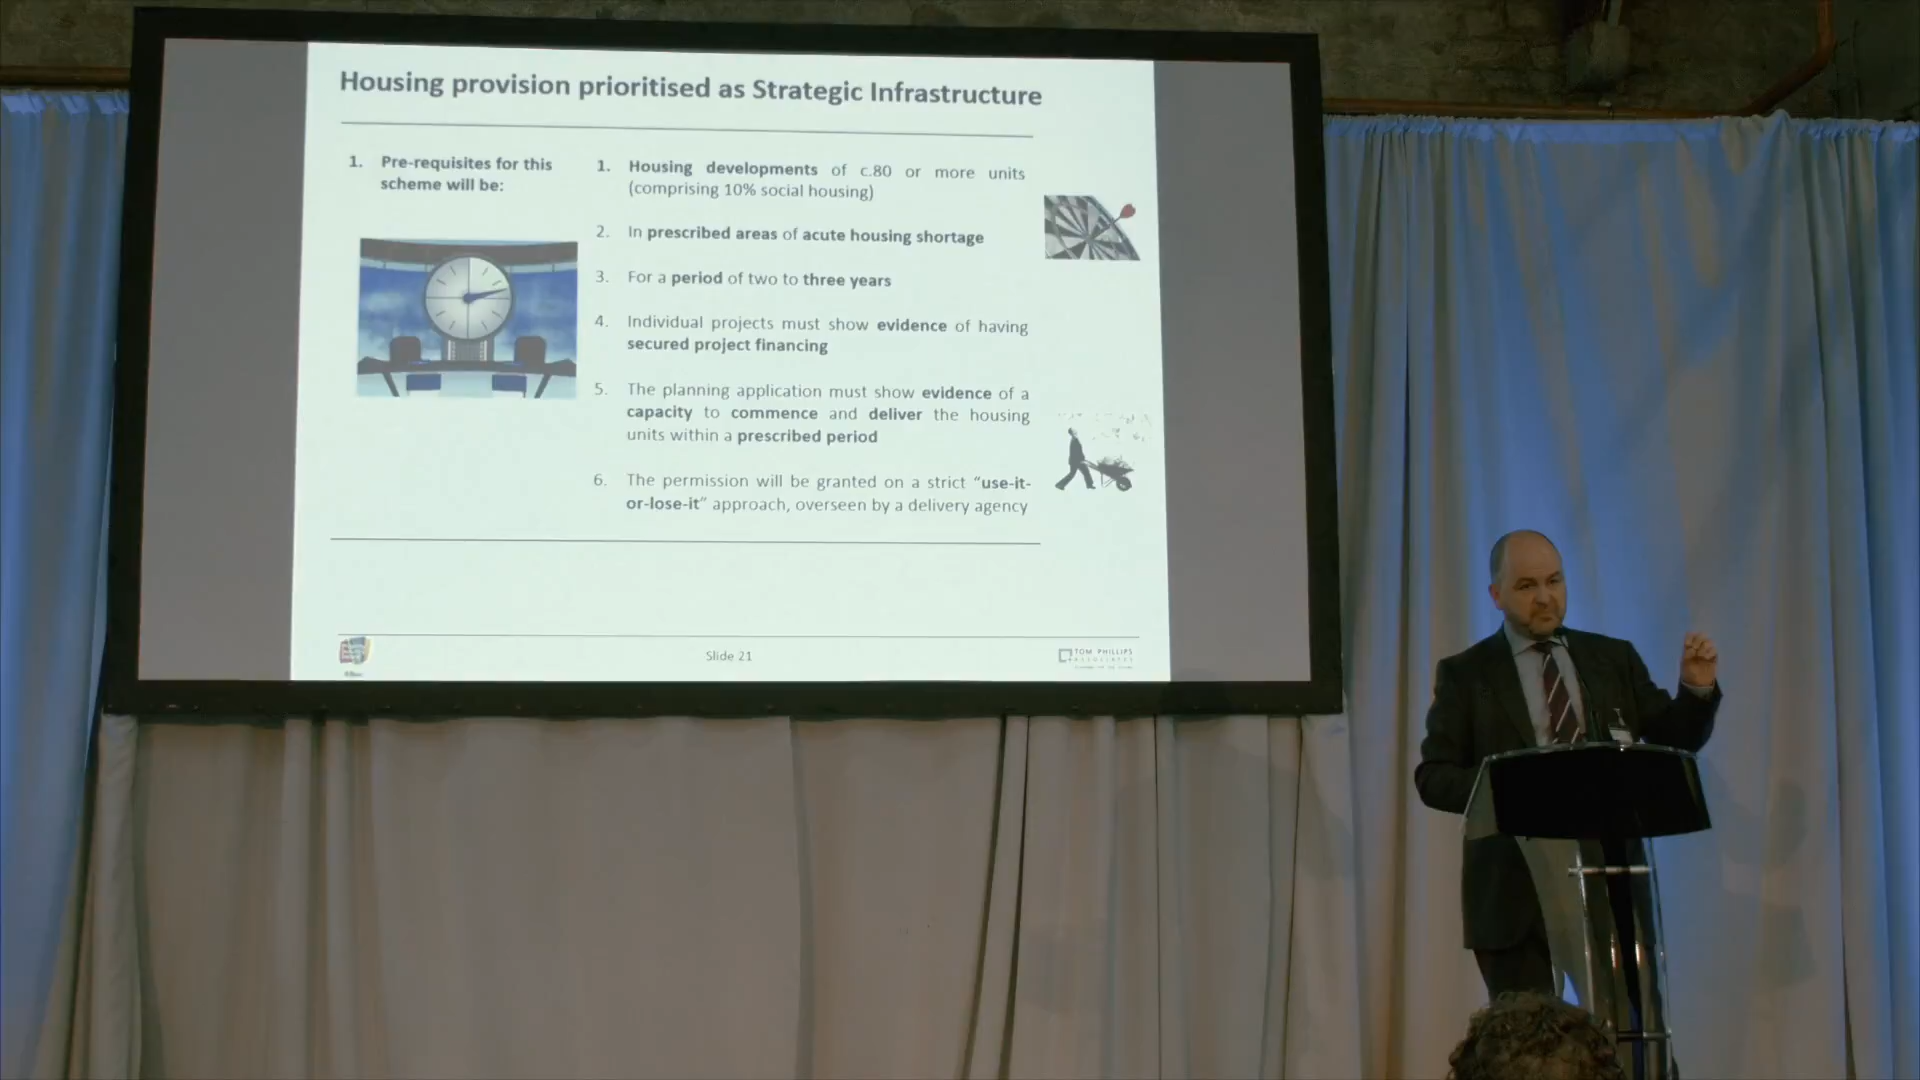 Housing provision prioritised as Strategic Infrastructure
1. Pre-requisites for this
scheme will be:
1. Housing developments of c.80 or more units
(comprising 10% social housing)
2. In prescribed areas of acute housing shortage
3. For a period of two to three years
4. Individual projects must show evidence of having
secured project financing
5. The planning application must show evidence of a
capacity to commence and deliver the housing
units within a prescribed period
6. The permission will be granted on a strict “use-it-
or-lose-it” approach, overseen by a delivery agency
Slide 21
TOM PHILLIPS
ASSOCIATES